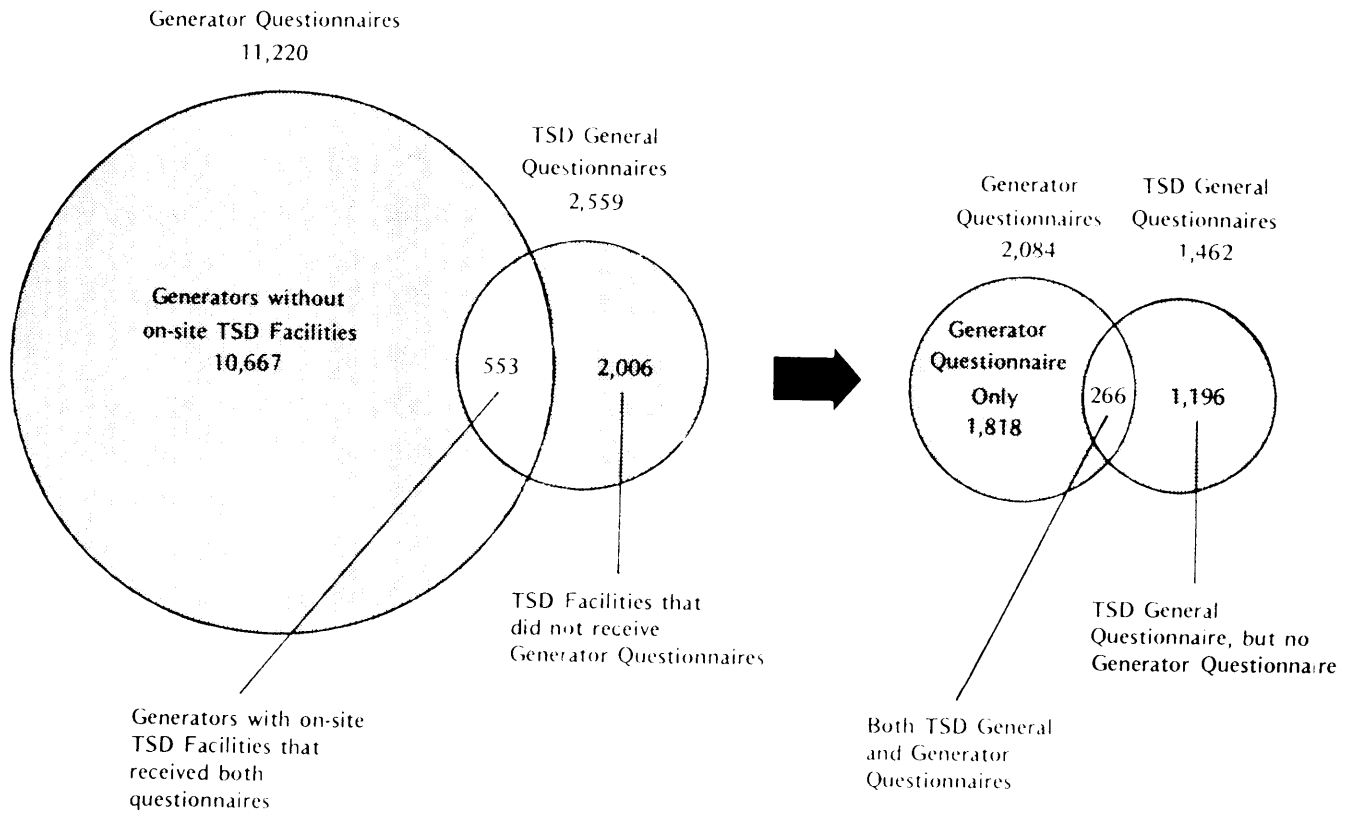 Generator Questionnaires
11,220
TSD General
Questionnaires
2,559
Generators without
on-site TSD Facilities
10,667
553
2,006
TSD Facilities that
did not receive
Generator Questionnaires
Generators with on-site
TSD Facilities that
received both
questionnaires
Generator
Questionnaires
2,084
TSD General
Questionnaires
1,462
Generator
Questionnaire
Only
1,818
266
1,196
TSD General
Questionnaire, but no
Generator Questionnaire
Both TSD General
and Generator
Questionnaires